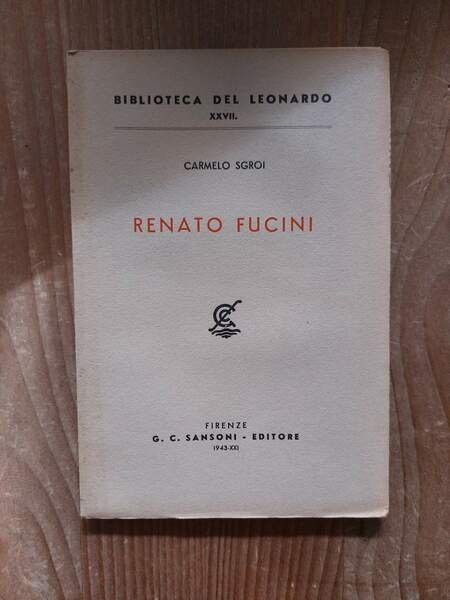 BIBLIOTECA DEL LEONARDO
XXVII.
CARMELO SGROI
RENATO FUCINI
FIRENZE
G. C. SANSONI - EDITORE
1943-XXI